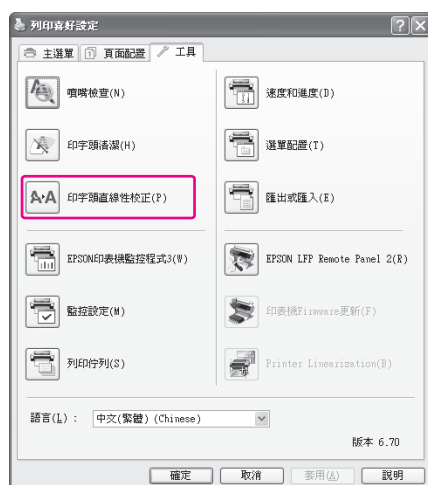 列印喜好設定
主選單 頁面配置 工具
噴嘴檢查(N) 速度和進度(D)
印字頭清潔(H) 選單配置(T)
A▸A 印字頭直線性校正(P) 匯出或匯入(E)
EPSON印表機監控程式3(W) EPSON LFP Remote Panel 2(R)
監控設定(M) 印表機Firmware更新(F)
列印佇列(S) Printer Linearization(B)
語言(L): 中文(繁體) (Chinese)
版本 6.70
確定 取消 套用(A) 說明